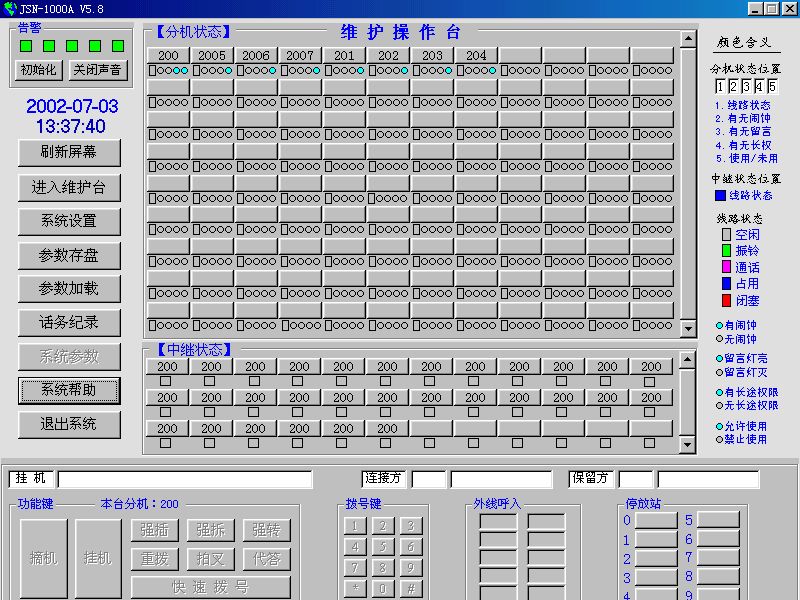 JSN-1000A V5.8
告警
初始化 关闭声音
2002-07-03
13:37:40
刷新屏幕
进入维护台
系统设置
参数存盘
参数加载
话务纪录
系统参数
系统帮助
退出系统
维 护 操 作 台
【分机状态】
200 2005 2006 2007 201 202 203 204
【中继状态】
200 200 200 200 200 200 200 200 200 200 200 200
200 200 200 200 200 200 200 200 200 200 200 200
200 200 200 200 200 200
颜色含义
分机状态位置
1 2 3 4 5
1. 线路状态
2. 有无闹钟
3. 有无留言
4. 有无长权
5. 使用/未用
中继状态位置
线路状态
线路状态
空闲
振铃
通话
占用
闭塞
有闹钟
无闹钟
留言灯亮
留言灯灭
有长途权限
无长途权限
允许使用
禁止使用
挂 机 连接方 保留方
功能键 本台分机：200
摘机 挂机
强插 强拆 强转
重拨 拍叉 代答
快 速 拨 号
拨号键
1 2 3
4 5 6
7 8 9
* 0 #
外线呼入
停放站
0 5
1 6
2 7
3 8
4 9